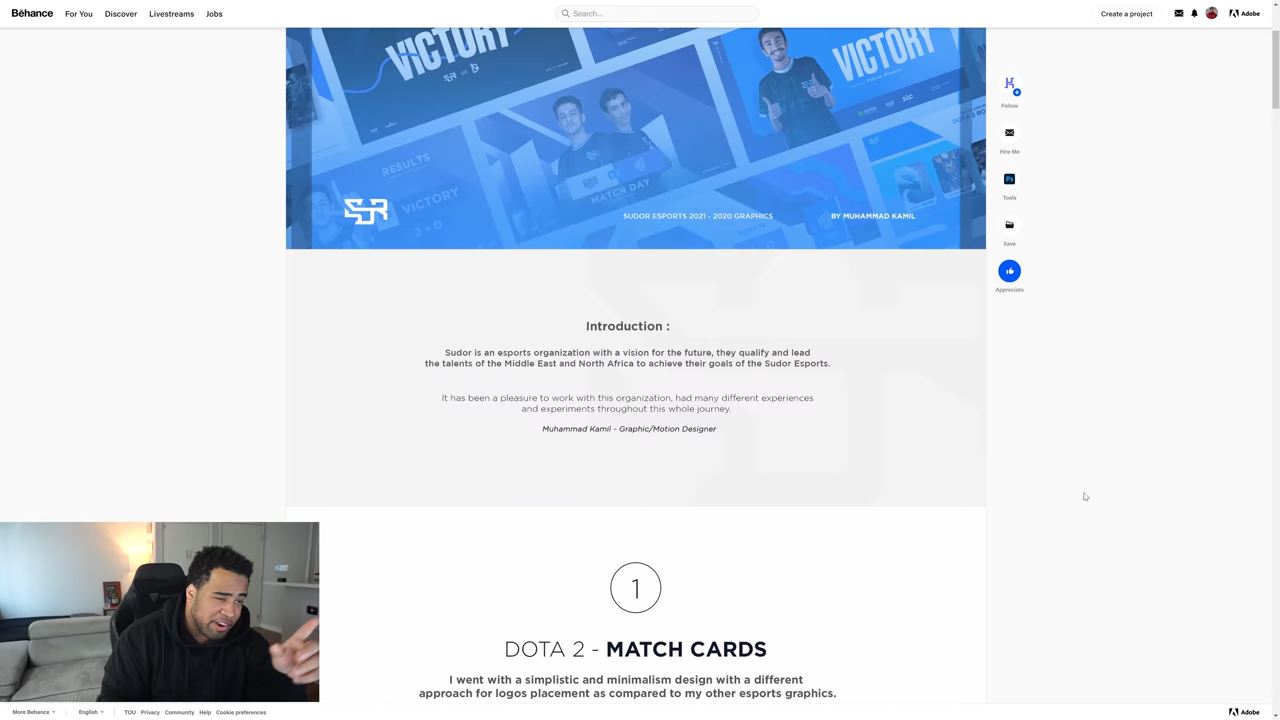 Bēhance For You Discover Livestreams Jobs Search... Create a project Adobe
VICTORY
VICTORY
RESULTS
VICTORY
2 - 0
MATCH DAY
SUDOR ESPORTS 2021 - 2020 GRAPHICS BY MUHAMMAD KAMIL
Follow
Hire Me
Ps
Tools
Save
Appreciate
Introduction :
Sudor is an esports organization with a vision for the future, they qualify and lead
the talents of the Middle East and North Africa to achieve their goals of the Sudor Esports.
It has been a pleasure to work with this organization, had many different experiences
and experiments throughout this whole journey.
Muhammad Kamil - Graphic/Motion Designer
1
DOTA 2 - MATCH CARDS
I went with a simplistic and minimalism design with a different
approach for logos placement as compared to my other esports graphics.
More Behance English TOU Privacy Community Help Cookie preferences Adobe